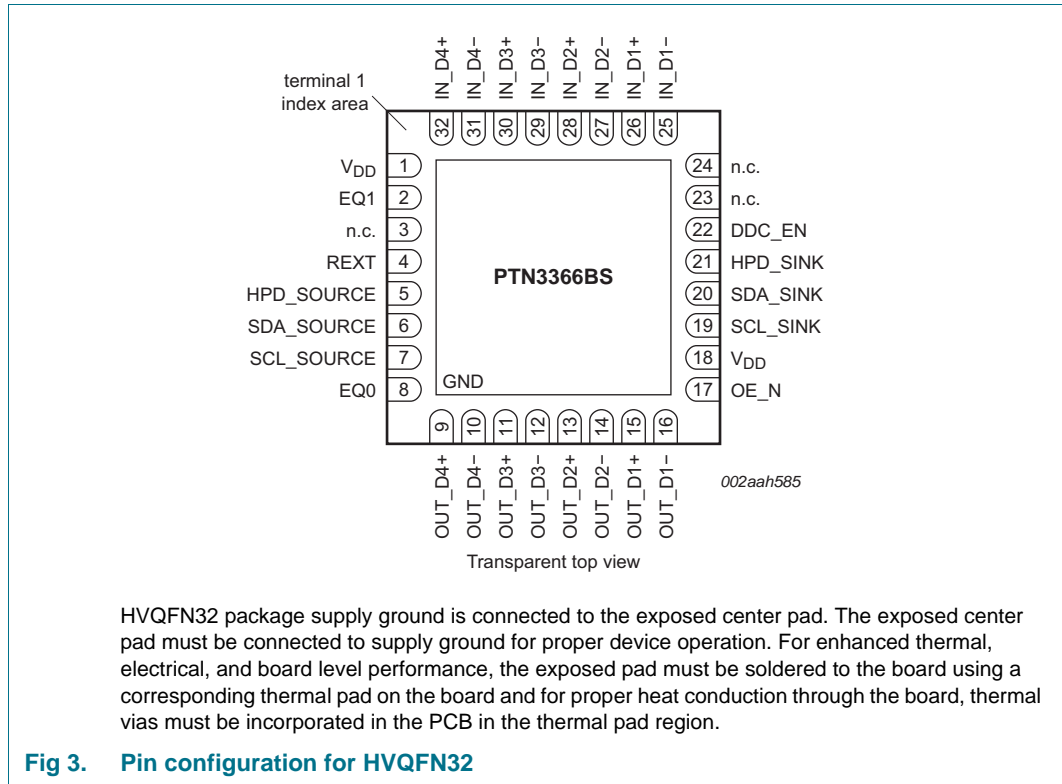 IN_D4+
IN_D4−
IN_D3+
IN_D3−
IN_D2+
IN_D2−
IN_D1+
IN_D1−
terminal 1
index area
32
31
30
29
28
27
26
25
VDD 1
EQ1 2
n.c. 3
REXT 4
HPD_SOURCE 5
SDA_SOURCE 6
SCL_SOURCE 7
EQ0 8
PTN3366BS
GND
24 n.c.
23 n.c.
22 DDC_EN
21 HPD_SINK
20 SDA_SINK
19 SCL_SINK
18 VDD
17 OE_N
9
10
11
12
13
14
15
16
OUT_D4+
OUT_D4−
OUT_D3+
OUT_D3−
OUT_D2+
OUT_D2−
OUT_D1+
OUT_D1−
002aah585
Transparent top view
HVQFN32 package supply ground is connected to the exposed center pad. The exposed center
pad must be connected to supply ground for proper device operation. For enhanced thermal,
electrical, and board level performance, the exposed pad must be soldered to the board using a
corresponding thermal pad on the board and for proper heat conduction through the board, thermal
vias must be incorporated in the PCB in the thermal pad region.
Fig 3. Pin configuration for HVQFN32